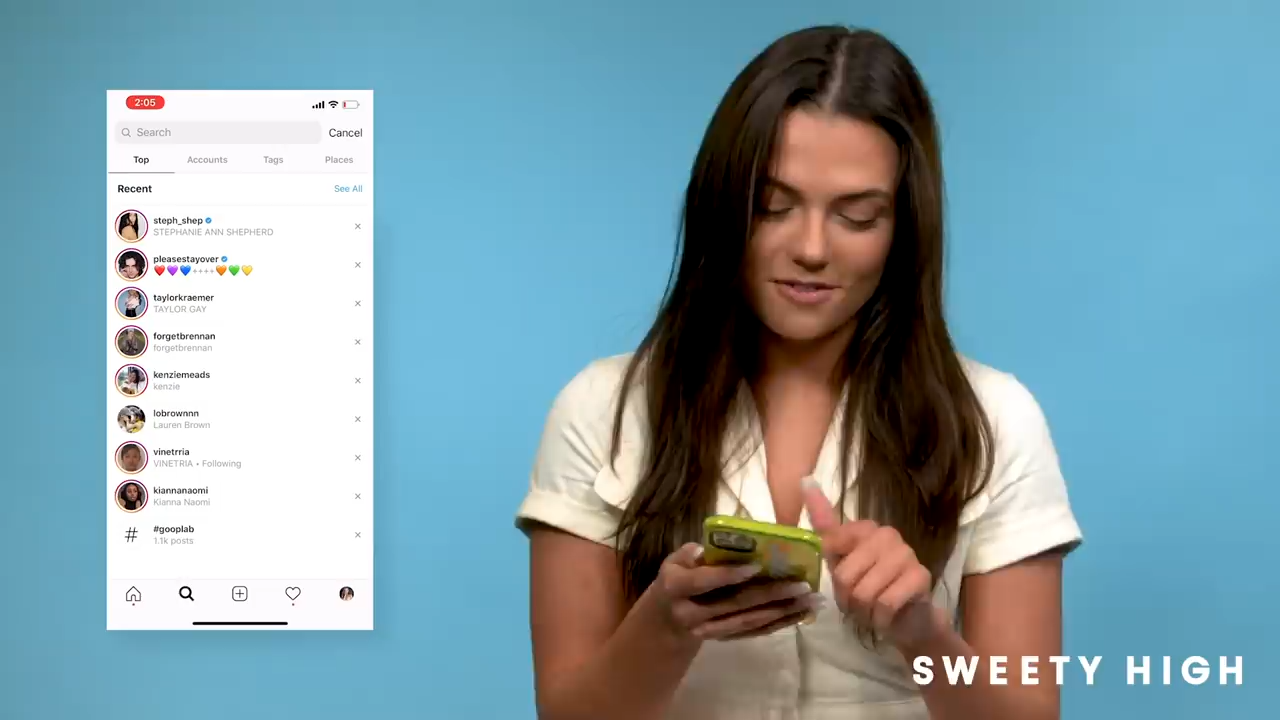 2:05
Search
Cancel
Top Accounts Tags Places
Recent See All
steph_shep
STEPHANIE ANN SHEPHERD
pleasestayover
❤️💜💙++++🧡💚💛
taylorkraemer
TAYLOR GAY
forgetbrennan
forgetbrennan
kenziemeads
kenzie
lobrownnn
Lauren Brown
vinetrria
VINETRIA • Following
kiannanaomi
Kianna Naomi
#
#gooplab
1.1k posts
SWEETY HIGH